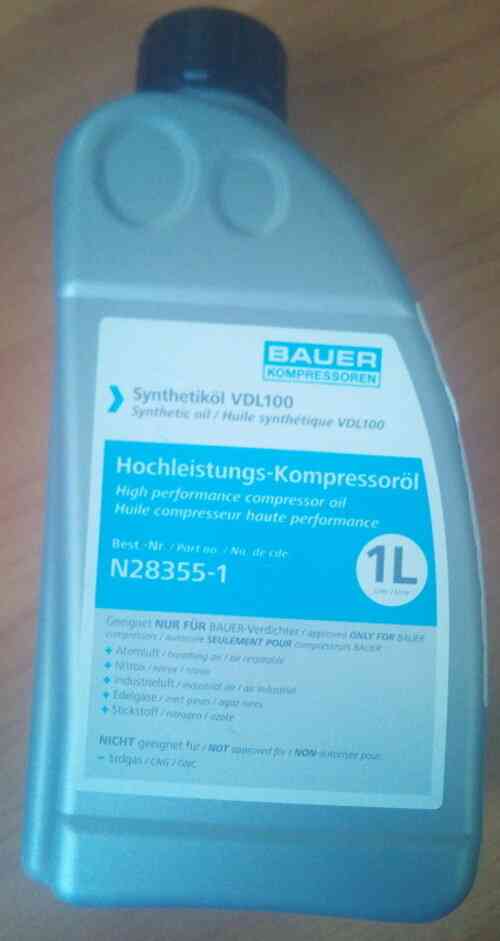 BAUER
KOMPRESSOREN
Synthetiköl VDL100
Synthetic oil / Huile synthétique VDL100
Hochleistungs-Kompressoröl
High performance compressor oil
Huile compresseur haute performance
Best.-Nr. / Part no. / No. de cde.
N28355-1
1L
Liter / Litre
Geeignet NUR FÜR BAUER-Verdichter / approved ONLY FOR BAUER
compressors / autorisée SEULEMENT POUR compresseurs BAUER
+ Atemluft / breathing air / air respirable
+ Nitrox / nitrox / nitrox
+ Industrieluft / industrial air / air industriel
+ Edelgase / inert gases / gaz inertes
+ Stickstoff / nitrogen / azote
NICHT geeignet für / NOT approved for / NON-autorisée pour
– Erdgas / CNG / GNC